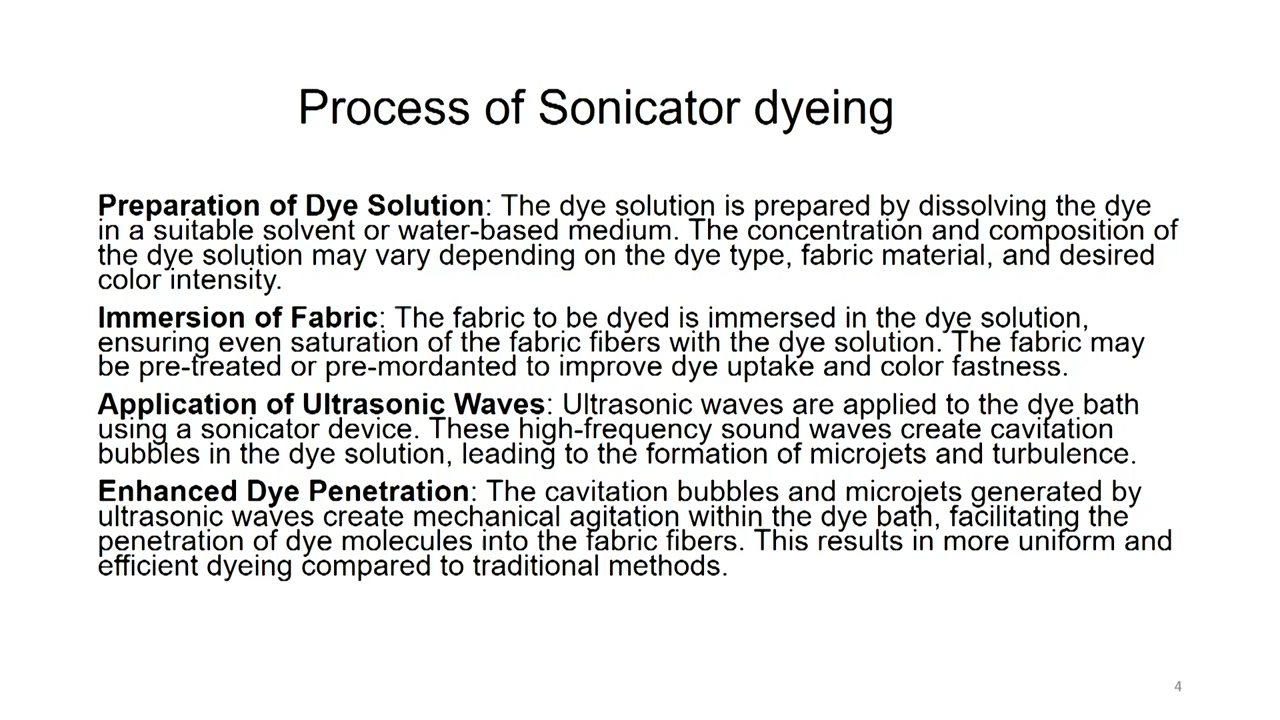 Process of Sonicator dyeing
Preparation of Dye Solution: The dye solution is prepared by dissolving the dye
in a suitable solvent or water-based medium. The concentration and composition of
the dye solution may vary depending on the dye type, fabric material, and desired
color intensity.
Immersion of Fabric: The fabric to be dyed is immersed in the dye solution,
ensuring even saturation of the fabric fibers with the dye solution. The fabric may
be pre-treated or pre-mordanted to improve dye uptake and color fastness.
Application of Ultrasonic Waves: Ultrasonic waves are applied to the dye bath
using a sonicator device. These high-frequency sound waves create cavitation
bubbles in the dye solution, leading to the formation of microjets and turbulence.
Enhanced Dye Penetration: The cavitation bubbles and microjets generated by
ultrasonic waves create mechanical agitation within the dye bath, facilitating the
penetration of dye molecules into the fabric fibers. This results in more uniform and
efficient dyeing compared to traditional methods.
4